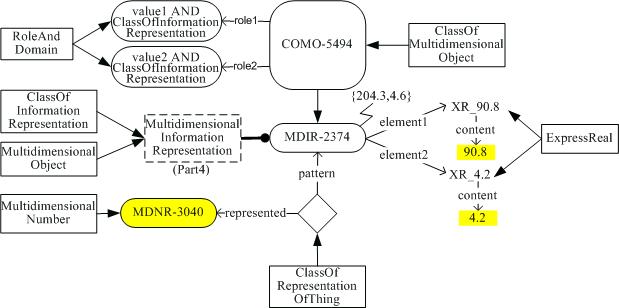 RoleAnd
Domain
value1 AND
ClassOfInformation
Representation
role1
value2 AND
ClassOfInformation
Representation
role2
COMO-5494
ClassOf
Multidimensional
Object
ClassOf
Information
Representation
Multidimensional
Object
Multidimensional
Information
Representation
(Part4)
{204.3,4.6}
MDIR-2374
element1
element2
XR_90.8
content
90.8
XR_4.2
content
4.2
ExpressReal
pattern
Multidimensional
Number
MDNR-3040
represented
ClassOf
Representation
OfThing